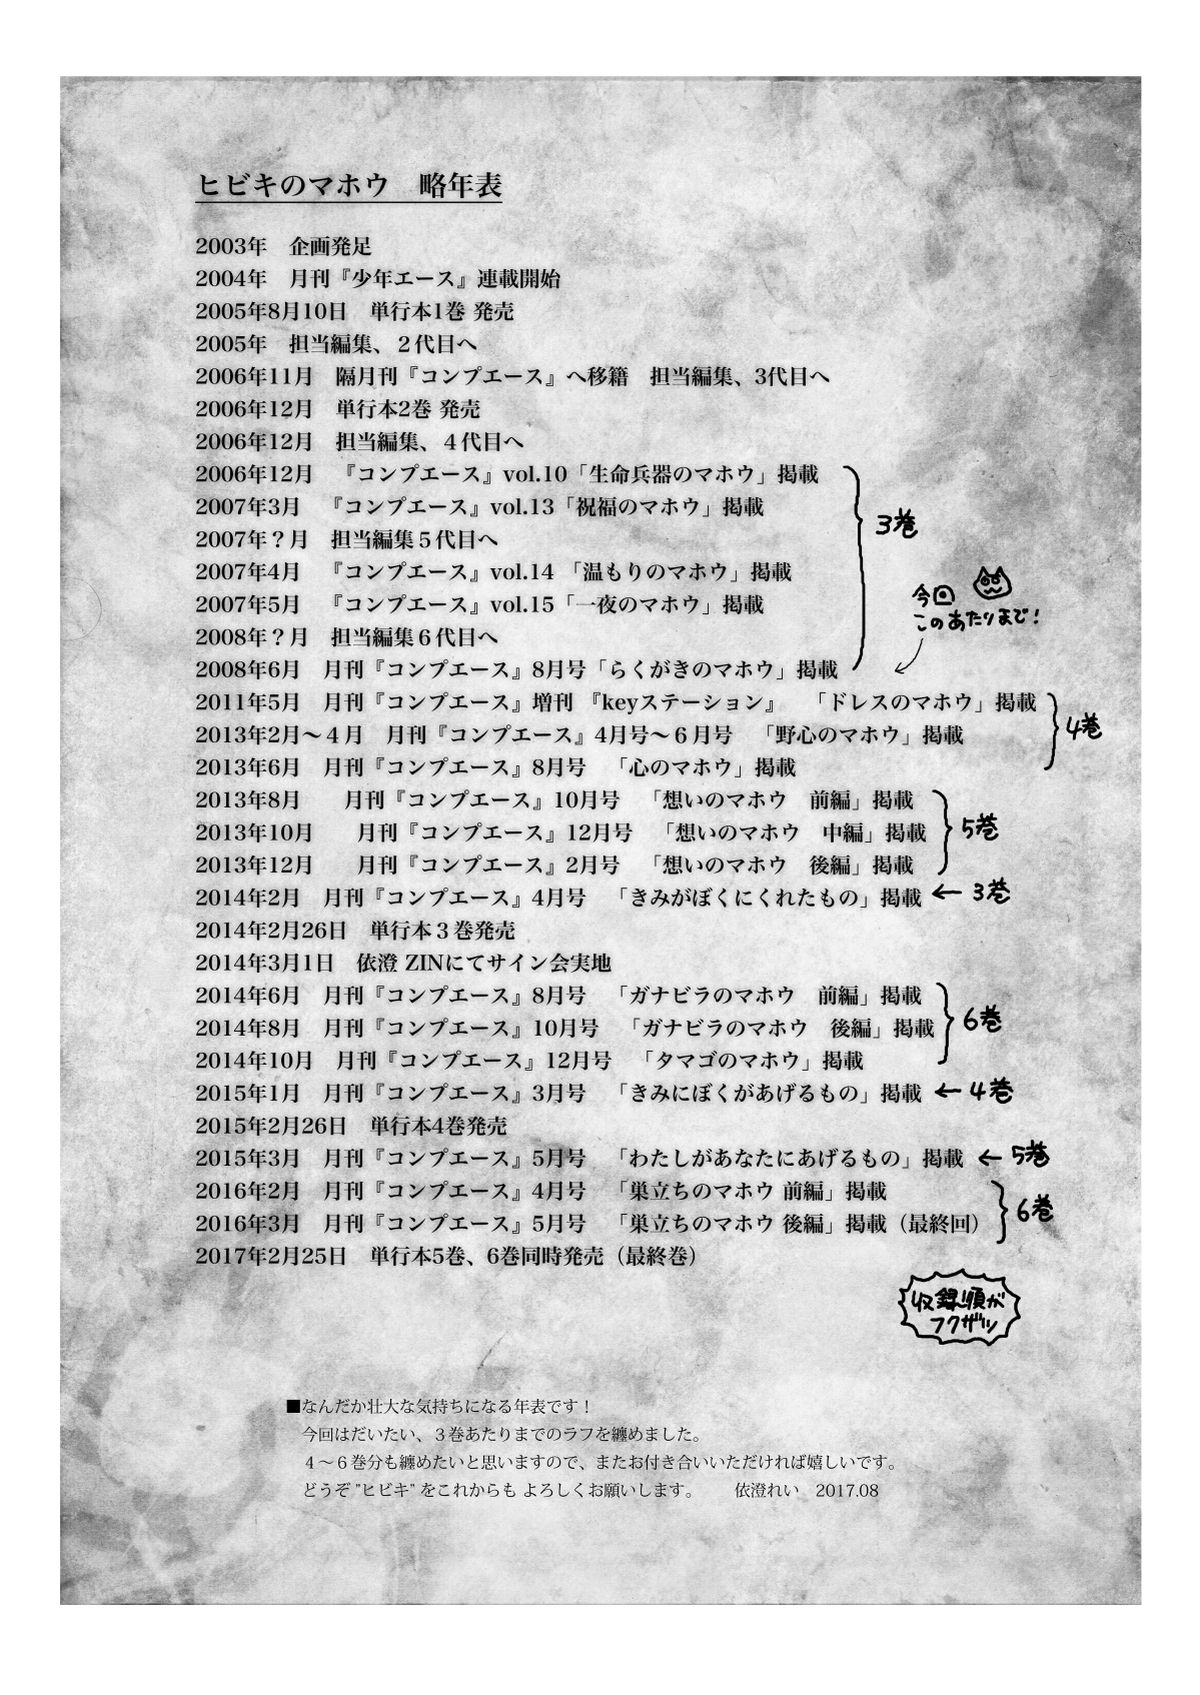 ヒビキのマホウ　略年表
2003年　企画発足
2004年　月刊『少年エース』連載開始
2005年8月10日　単行本1巻 発売
2005年　担当編集、２代目へ
2006年11月　隔月刊『コンプエース』へ移籍　担当編集、3代目へ
2006年12月　単行本2巻 発売
2006年12月　担当編集、４代目へ
2006年12月　『コンプエース』vol.10「生命兵器のマホウ」掲載
2007年3月　『コンプエース』vol.13「祝福のマホウ」掲載
3巻
2007年？月　担当編集５代目へ
2007年4月　『コンプエース』vol.14 「温もりのマホウ」掲載
2007年5月　『コンプエース』vol.15「一夜のマホウ」掲載
今回
このあたりまで！
2008年？月　担当編集６代目へ
2008年6月　月刊『コンプエース』8月号「らくがきのマホウ」掲載
2011年5月　月刊『コンプエース』増刊 『keyステーション』　「ドレスのマホウ」掲載
2013年2月〜４月　月刊『コンプエース』4月号〜６月号　「野心のマホウ」掲載
4巻
2013年6月　月刊『コンプエース』8月号　「心のマホウ」掲載
2013年8月　　月刊『コンプエース』10月号　「想いのマホウ　前編」掲載
2013年10月　　月刊『コンプエース』12月号　「想いのマホウ　中編」掲載
5巻
2013年12月　　月刊『コンプエース』2月号　「想いのマホウ　後編」掲載
2014年2月　月刊『コンプエース』4月号　「きみがぼくにくれたもの」掲載 ← 3巻
2014年2月26日　単行本３巻発売
2014年3月1日　依澄 ZINにてサイン会実地
2014年6月　月刊『コンプエース』8月号　「ガナビラのマホウ　前編」掲載
2014年8月　月刊『コンプエース』10月号　「ガナビラのマホウ　後編」掲載
6巻
2014年10月　月刊『コンプエース』12月号　「タマゴのマホウ」掲載
2015年1月　月刊『コンプエース』3月号　「きみにぼくがあげるもの」掲載 ← 4巻
2015年2月26日　単行本4巻発売
2015年3月　月刊『コンプエース』5月号　「わたしがあなたにあげるもの」掲載 ← 5巻
2016年2月　月刊『コンプエース』4月号　「巣立ちのマホウ 前編」掲載
2016年3月　月刊『コンプエース』5月号　「巣立ちのマホウ 後編」掲載（最終回）
6巻
2017年2月25日　単行本5巻、6巻同時発売（最終巻）
収録順が
フクザツ
■なんだか壮大な気持ちになる年表です！
今回はだいたい、３巻あたりまでのラフを纏めました。
４〜６巻分も纏めたいと思いますので、またお付き合いいただければ嬉しいです。
どうぞ"ヒビキ"をこれからも よろしくお願いします。　　依澄れい　2017.08